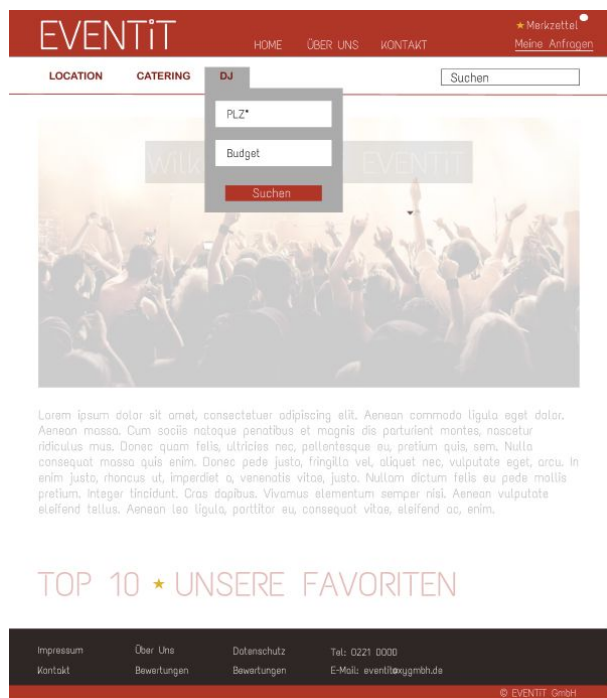 EVENTiT
★ Merkzettel
HOME ÜBER UNS KONTAKT
Meine Anfragen
LOCATION CATERING DJ
Suchen
PLZ*
Budget
Suchen
EVENTiT
Lorem ipsum dolor sit amet, consectetuer adipiscing elit. Aenean commodo ligula eget dolor.
Aenean massa. Cum sociis natoque penatibus et magnis dis parturient montes, nascetur
ridiculus mus. Donec quam felis, ultricies nec, pellentesque eu, pretium quis, sem. Nulla
consequat massa quis enim. Donec pede justo, fringilla vel, aliquet nec, vulputate eget, arcu. In
enim justo, rhoncus ut, imperdiet a, venenatis vitae, justo. Nullam dictum felis eu pede mollis
pretium. Integer tincidunt. Cras dapibus. Vivamus elementum semper nisi. Aenean vulputate
eleifend tellus. Aenean leo ligula, porttitor eu, consequat vitae, eleifend ac, enim.
TOP 10 ★ UNSERE FAVORITEN
Impressum Über Uns Datenschutz Tel: 0221 0000
Kontakt Bewertungen Bewertungen E-Mail: eventit@xygmbh.de
© EVENTiT GmbH